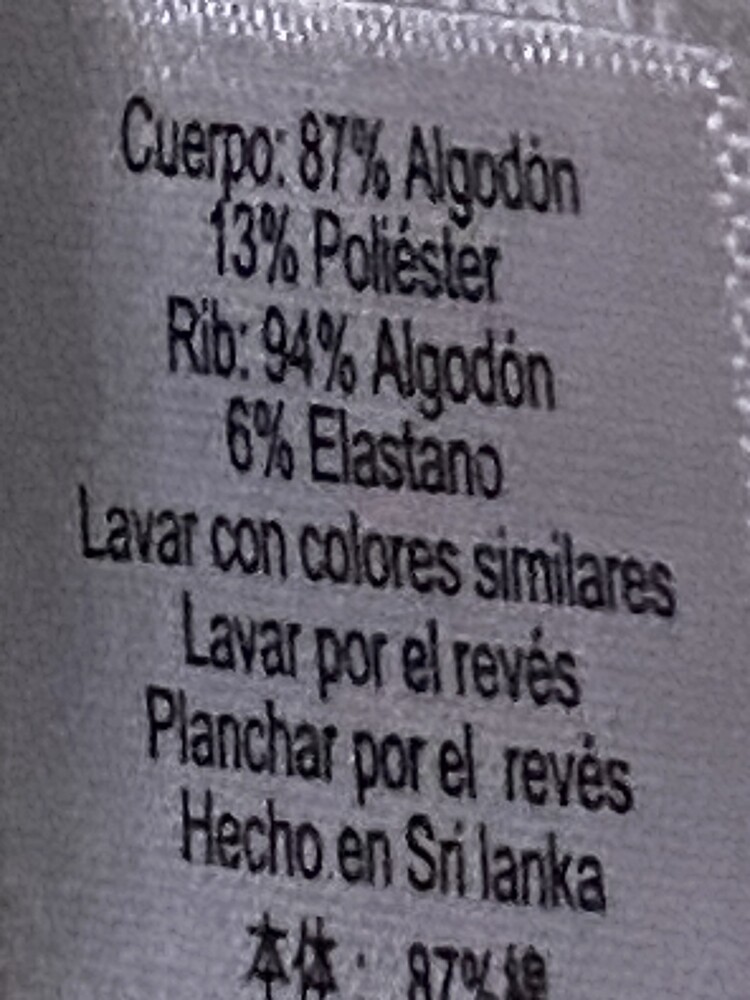 Cuerpo: 87% Algodón
13% Poliéster
Rib: 94% Algodón
6% Elastano
Lavar con colores similares
Lavar por el revés
Planchar por el revés
Hecho en Sri lanka
本体: 87%綿